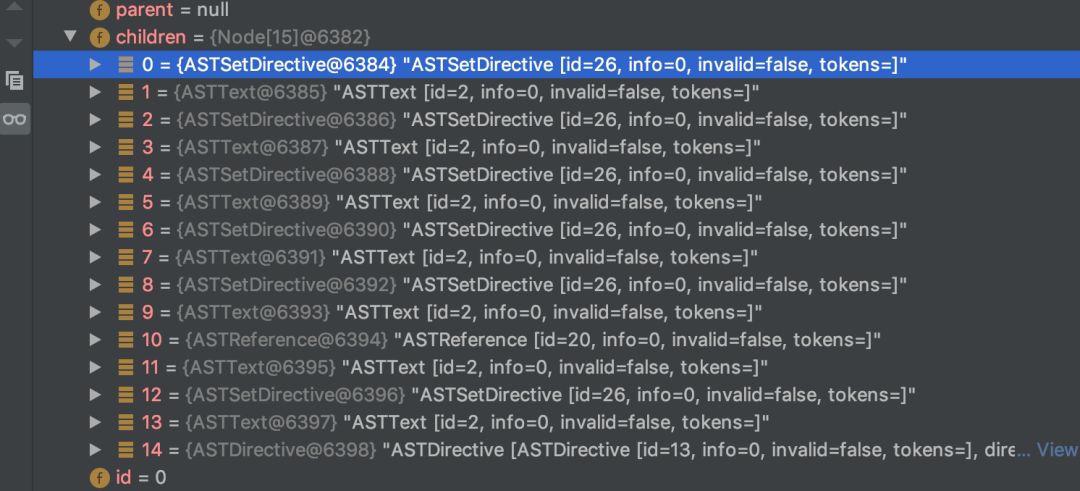 f parent = null
f children = {Node[15]@6382}
0 = {ASTSetDirective@6384} "ASTSetDirective [id=26, info=0, invalid=false, tokens=]"
1 = {ASTText@6385} "ASTText [id=2, info=0, invalid=false, tokens=]"
2 = {ASTSetDirective@6386} "ASTSetDirective [id=26, info=0, invalid=false, tokens=]"
3 = {ASTText@6387} "ASTText [id=2, info=0, invalid=false, tokens=]"
4 = {ASTSetDirective@6388} "ASTSetDirective [id=26, info=0, invalid=false, tokens=]"
5 = {ASTText@6389} "ASTText [id=2, info=0, invalid=false, tokens=]"
6 = {ASTSetDirective@6390} "ASTSetDirective [id=26, info=0, invalid=false, tokens=]"
7 = {ASTText@6391} "ASTText [id=2, info=0, invalid=false, tokens=]"
8 = {ASTSetDirective@6392} "ASTSetDirective [id=26, info=0, invalid=false, tokens=]"
9 = {ASTText@6393} "ASTText [id=2, info=0, invalid=false, tokens=]"
10 = {ASTReference@6394} "ASTReference [id=20, info=0, invalid=false, tokens=]"
11 = {ASTText@6395} "ASTText [id=2, info=0, invalid=false, tokens=]"
12 = {ASTSetDirective@6396} "ASTSetDirective [id=26, info=0, invalid=false, tokens=]"
13 = {ASTText@6397} "ASTText [id=2, info=0, invalid=false, tokens=]"
14 = {ASTDirective@6398} "ASTDirective [ASTDirective [id=13, info=0, invalid=false, tokens=], dire... View
f id = 0